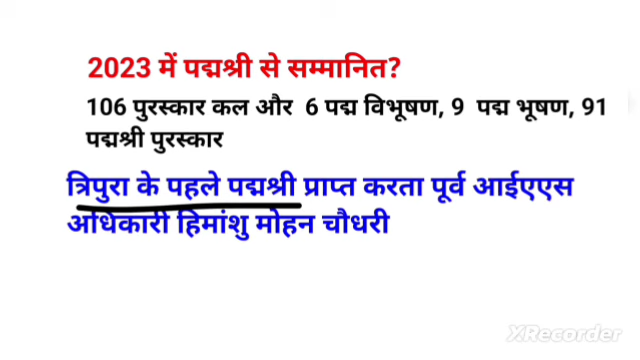 2023 में पद्मश्री से सम्मानित?
106 पुरस्कार कल और 6 पद्म विभूषण, 9 पद्म भूषण, 91
पद्मश्री पुरस्कार
त्रिपुरा के पहले पद्मश्री प्राप्त करता पूर्व आईएएस
अधिकारी हिमांशु मोहन चौधरी
XRecorder